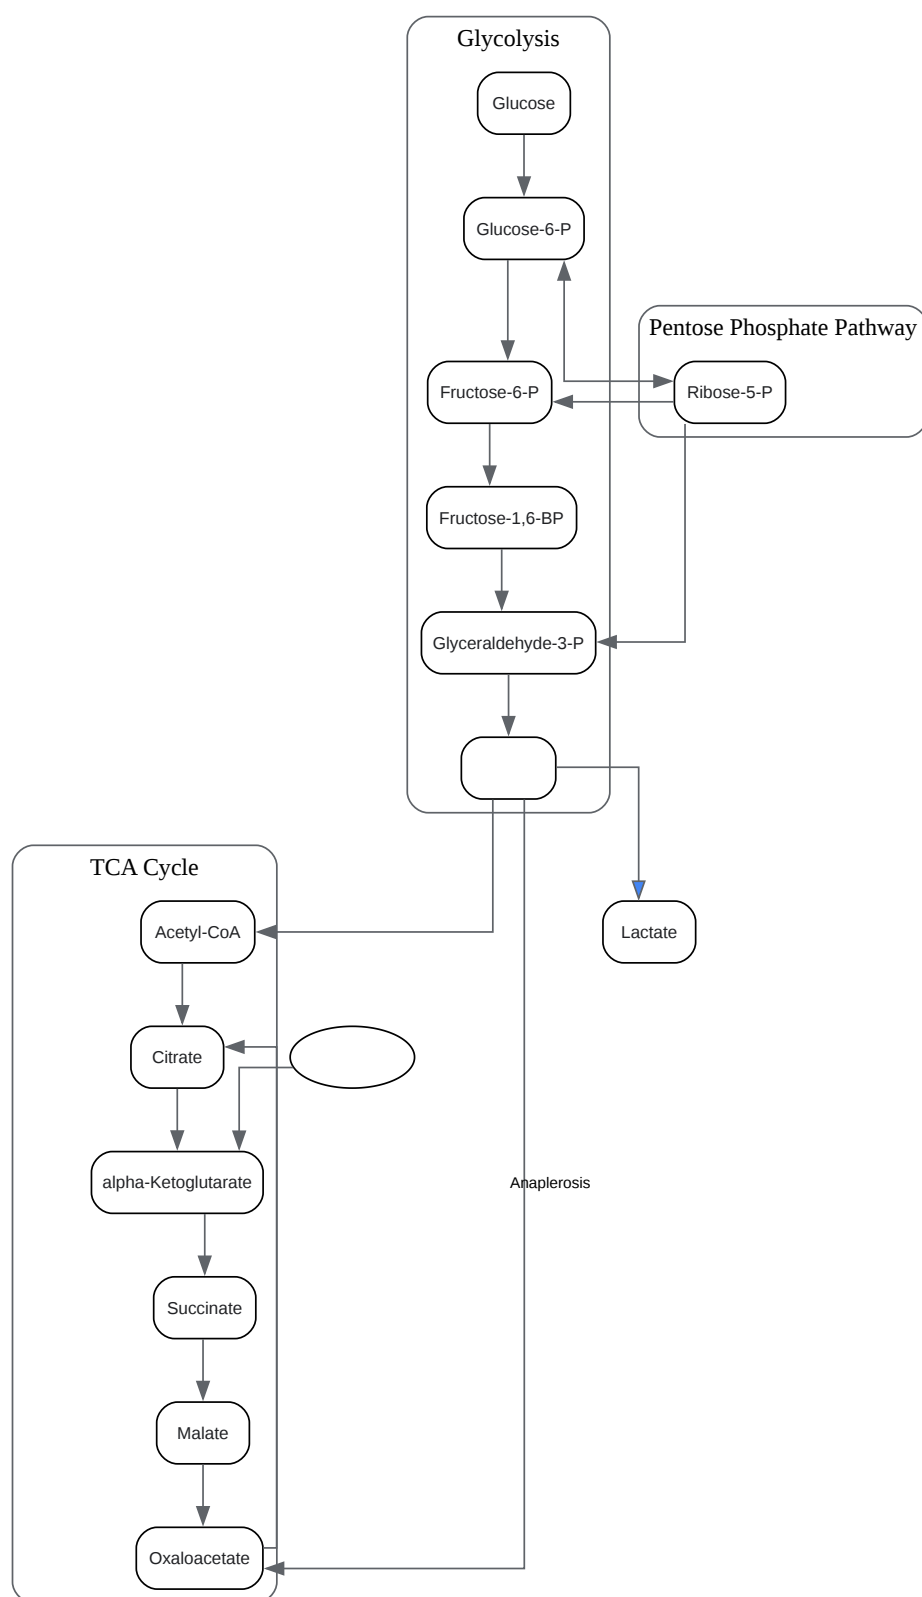 Glycolysis
Glucose
Glucose-6-P
Pentose Phosphate Pathway
Fructose-6-P
Ribose-5-P
Fructose-1,6-BP
Glyceraldehyde-3-P
TCA Cycle
Acetyl-CoA
Lactate
Citrate
alpha-Ketoglutarate
Anaplerosis
Succinate
Malate
Oxaloacetate